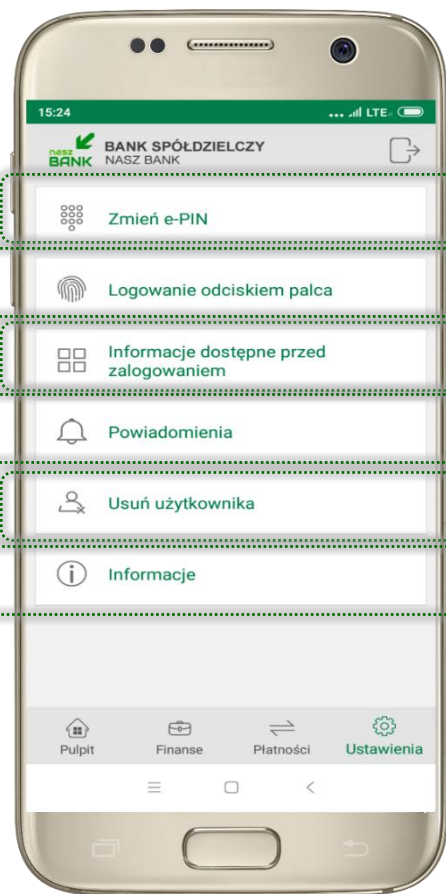 15:24
LTE
nasz
BANK
BANK SPÓŁDZIELCZY
NASZ BANK
Zmień e-PIN
Logowanie odciskiem palca
Informacje dostępne przed
zalogowaniem
Powiadomienia
Usuń użytkownika
Informacje
Pulpit
Finanse
Płatności
Ustawienia